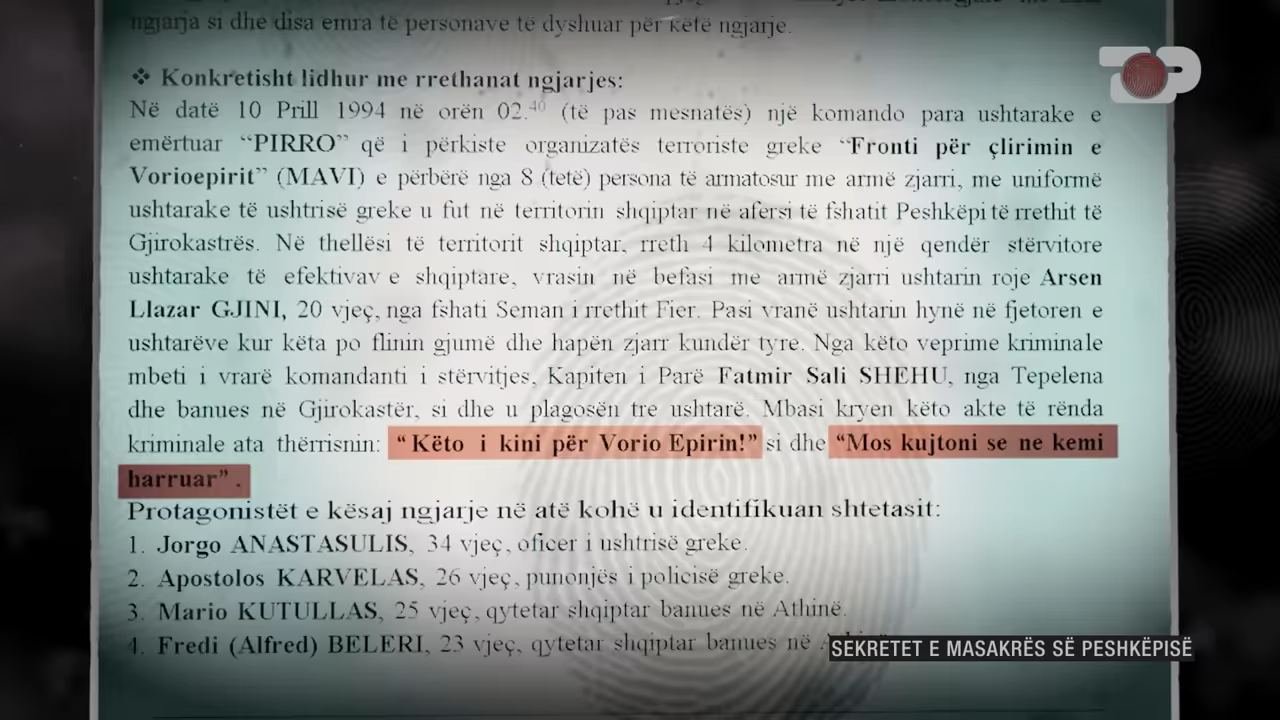 ngjarja si dhe disa emra të personave të dyshuar për këtë ngjarje.
❖ Konkretisht lidhur me rrethanat ngjarjes:
Në datë 10 Prill 1994 në orën 02.⁴⁰ (të pas mesnatës) një komando para ushtarake e
emërtuar “PIRRO” që i përkiste organizatës terroriste greke “Fronti për çlirimin e
Vorioepirit” (MAVI) e përbërë nga 8 (tetë) persona të armatosur me armë zjarri, me uniformë
ushtarake të ushtrisë greke u fut në territorin shqiptar në afersi të fshatit Peshkëpi të rrethit të
Gjirokastrës. Në thellësi të territorit shqiptar, rreth 4 kilometra në një qendër stërvitore
ushtarake të efektivav e shqiptare, vrasin në befasi me armë zjarri ushtarin roje Arsen
Llazar GJINI, 20 vjeç, nga fshati Seman i rrethit Fier. Pasi vranë ushtarin hynë në fjetoren e
ushtarëve kur këta po flinin gjumë dhe hapën zjarr kundër tyre. Nga këto veprime kriminale
mbeti i vrarë komandanti i stërvitjes, Kapiten i Parë Fatmir Sali SHEHU, nga Tepelena
dhe banues në Gjirokastër, si dhe u plagosën tre ushtarë. Mbasi kryen këto akte të rënda
kriminale ata thërrisnin: “ Këto i kini për Vorio Epirin!” si dhe “Mos kujtoni se ne kemi
harruar” .
Protagonistët e kësaj ngjarje në atë kohë u identifikuan shtetasit:
1. Jorgo ANASTASULIS, 34 vjeç, oficer i ushtrisë greke.
2. Apostolos KARVELAS, 26 vjeç, punonjës i policisë greke.
3. Mario KUTULLAS, 25 vjeç, qytetar shqiptar banues në Athinë.
4. Fredi (Alfred) BELERI, 23 vjeç, qytetar shqiptar banues në
SEKRETET E MASAKRËS SË PESHKËPISË